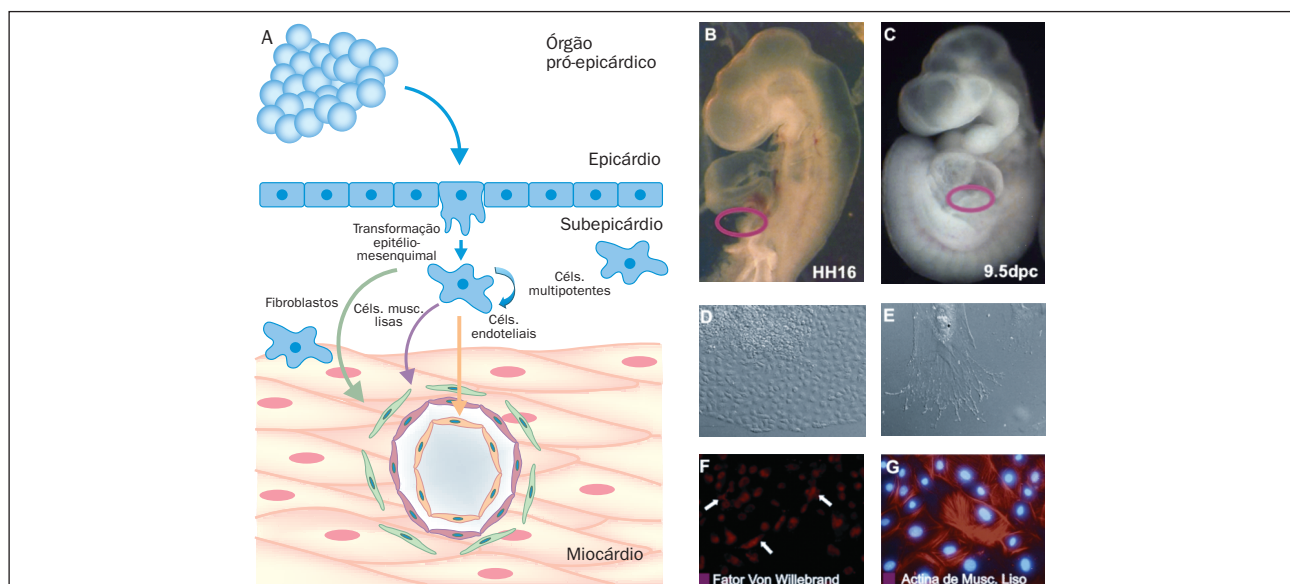 A
Órgão
pró-epicárdico
Epicárdio
Transformação
epitélio-
mesenquimal
Subepicárdio
Céls.
multipotentes
Fibroblastos
Céls. musc.
lisas
Céls.
endoteliais
Miocárdio
B
HH16
C
9.5dpc
D
E
F
Fator Von Willebrand
G
Actina de Musc. Liso